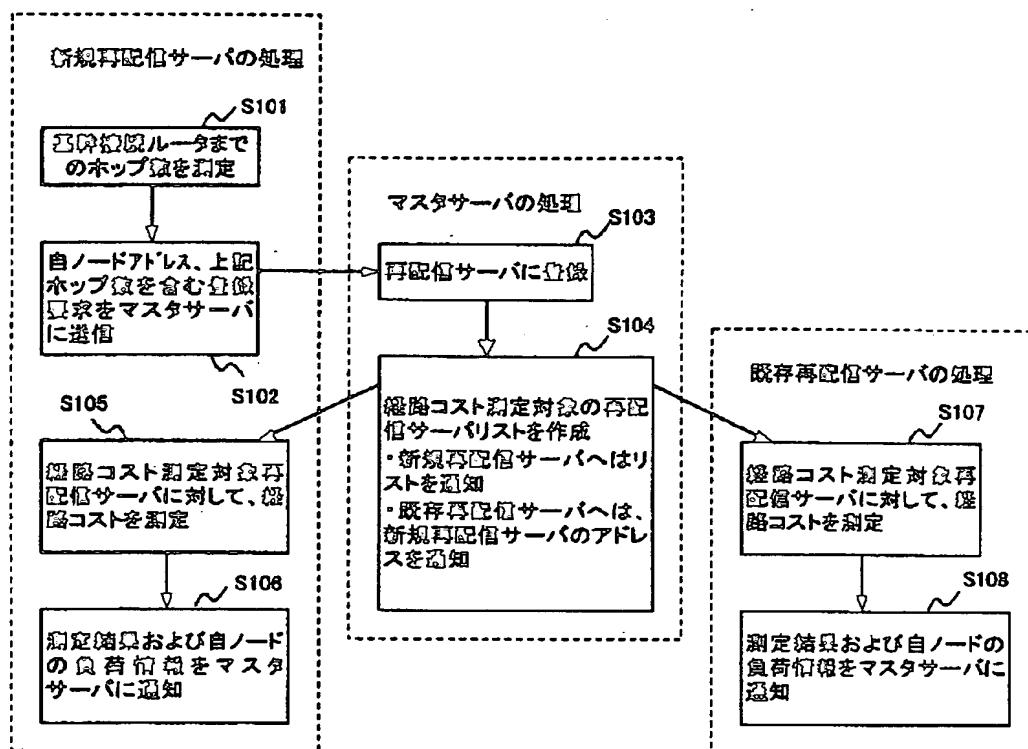 新規再配信サーバの処理
S101
基幹接続ルータまで
のホップ数を測定
自ノードアドレス、上記
ホップ数を含む登録
要求をマスタサーバ
に送信
S102
マスタサーバの処理
S103
再配信サーバに登録
S104
経路コスト測定対象の再配
信サーバリストを作成
・新規再配信サーバへはリ
ストを通知
・既存再配信サーバへは、
新規再配信サーバのアドレ
スを通知
S105
経路コスト測定対象再
配信サーバに対して、経
路コストを測定
S106
測定結果および自ノード
の負荷情報をマスタ
サーバに通知
既存再配信サーバの処理
S107
経路コスト測定対象再
配信サーバに対して、経
路コストを測定
S108
測定結果および自ノードの
負荷情報をマスタサーバに
通知